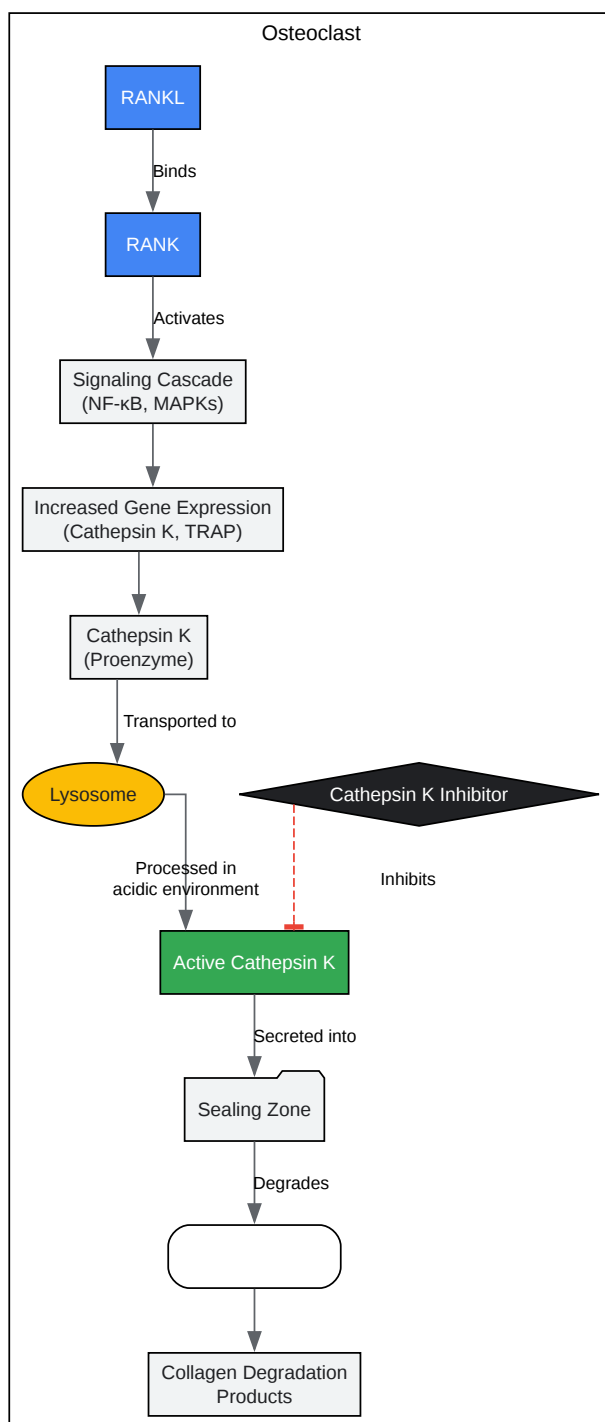 Osteoclast
RANKL
Binds
RANK
Activates
Signaling Cascade
(NF-κB, MAPKs)
Increased Gene Expression
(Cathepsin K, TRAP)
Cathepsin K
(Proenzyme)
Transported to
Lysosome
Cathepsin K Inhibitor
Processed in
acidic environment
Inhibits
Active Cathepsin K
Secreted into
Sealing Zone
Degrades
Collagen Degradation
Products